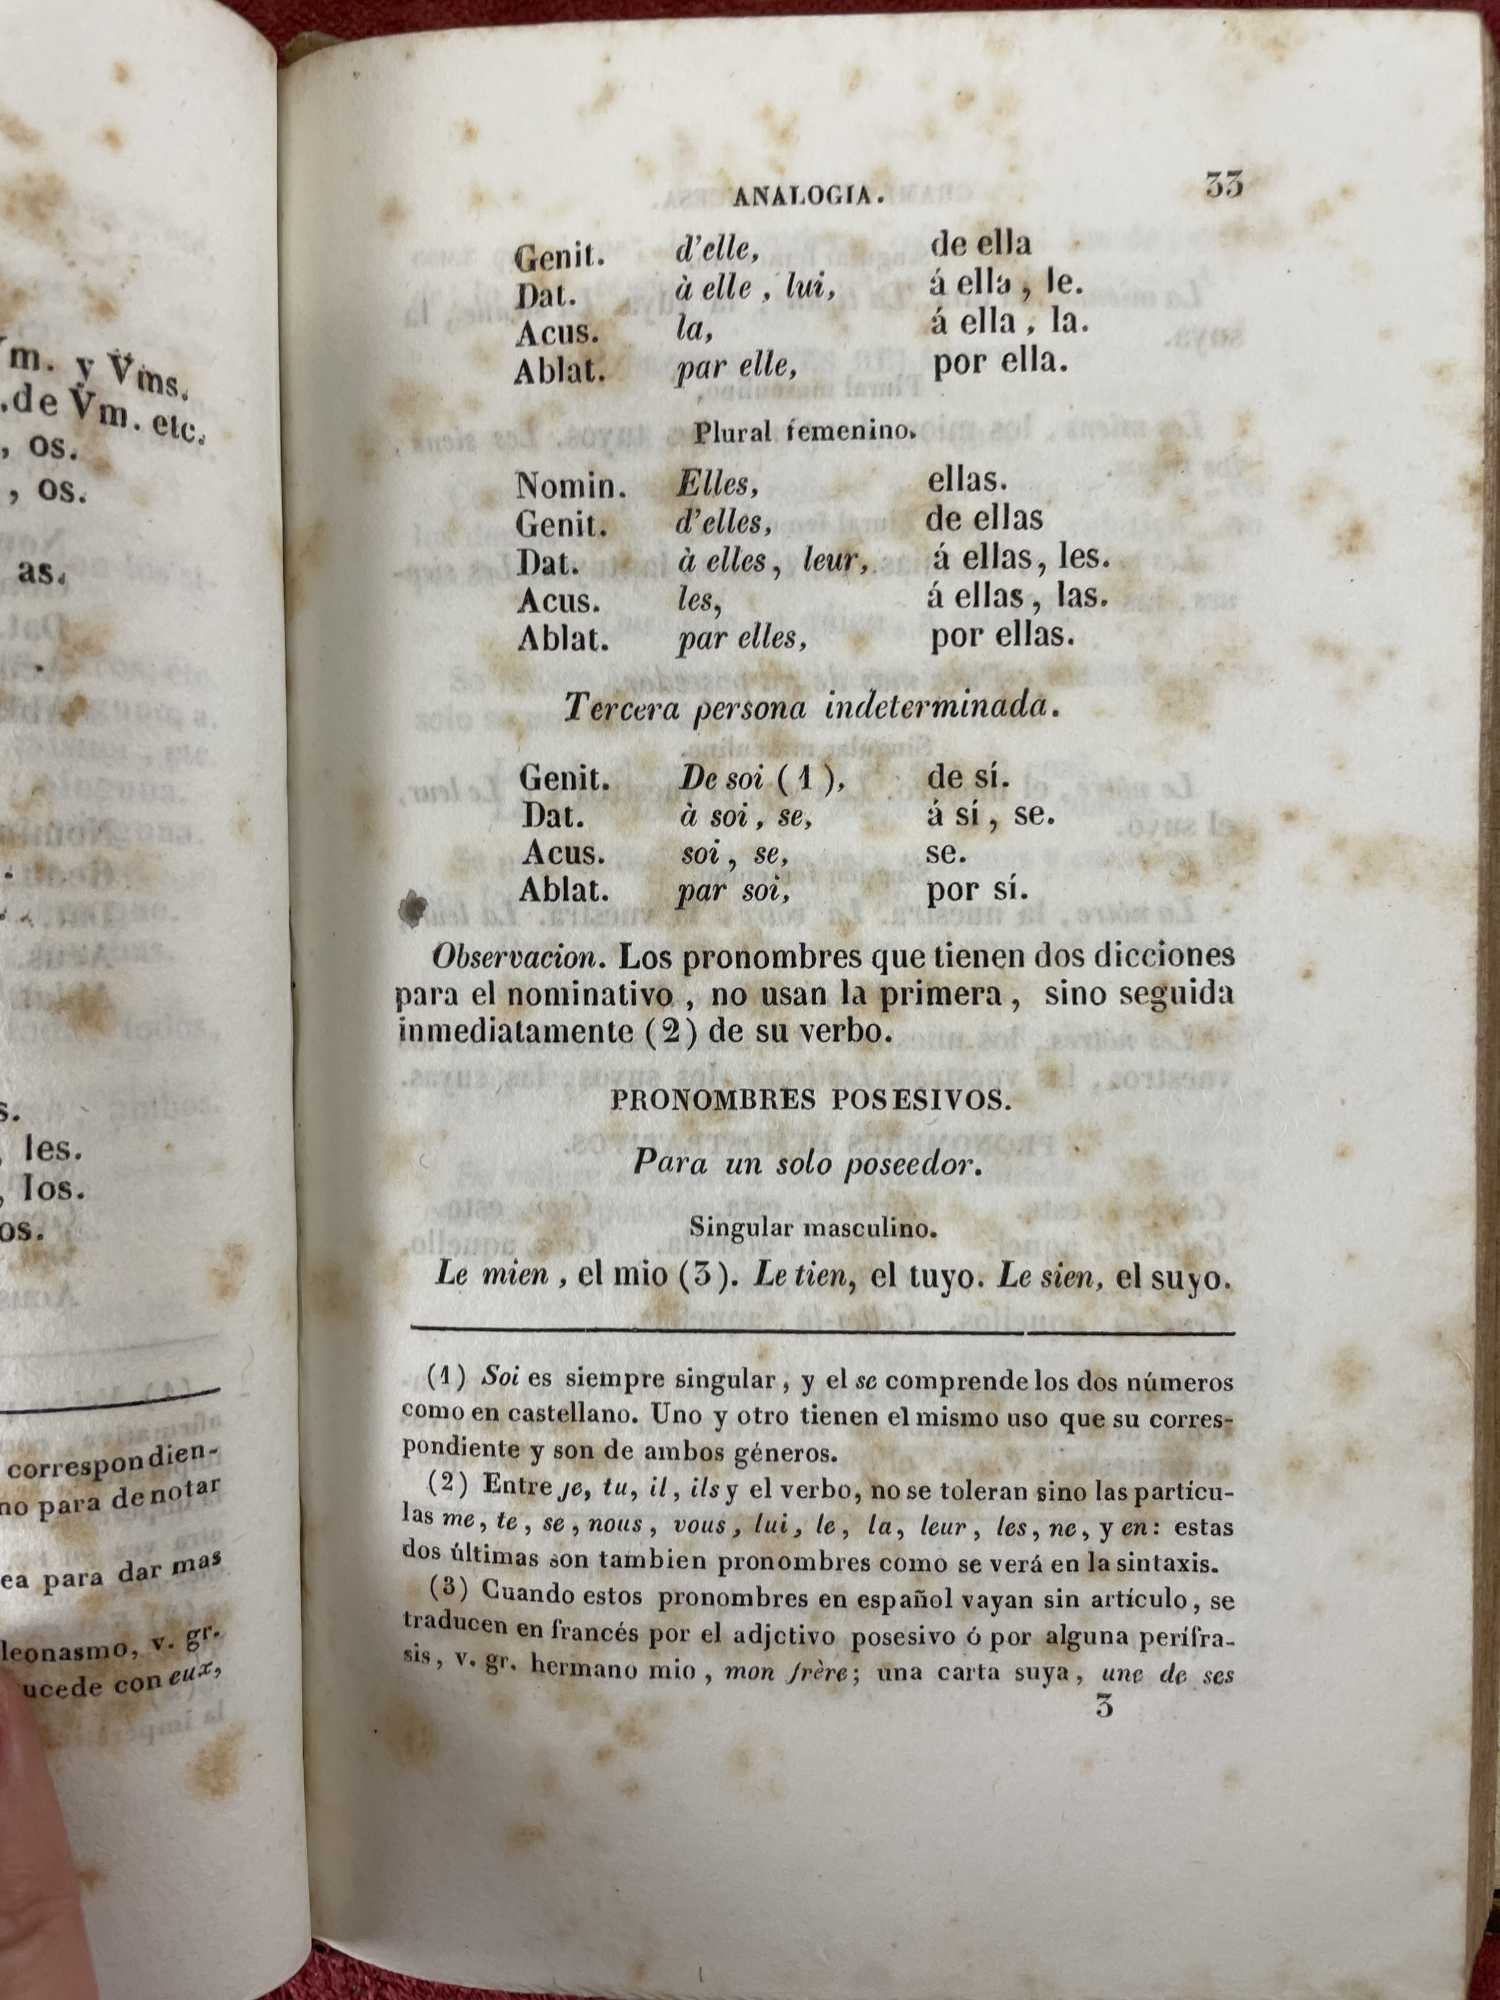 m. y Vms.
.de Vm. etc.
, os.
, os.
as.
s.
, les.
, los.
os.
correspondien-
no para denotar
ea para dar mas
leonasmo, v. gr.
ucede con eux,
ANALOGIA. 33
Genit. d'elle, de ella
Dat. à elle, lui, á ella, le.
Acus. la, á ella, la.
Ablat. par elle, por ella.
Plural femenino.
Nomin. Elles, ellas.
Genit. d'elles, de ellas
Dat. à elles, leur, á ellas, les.
Acus. les, á ellas, las.
Ablat. par elles, por ellas.
Tercera persona indeterminada.
Genit. De soi (1), de sí.
Dat. à soi, se, á sí, se.
Acus. soi, se, se.
Ablat. par soi, por sí.
Observacion. Los pronombres que tienen dos dicciones
para el nominativo, no usan la primera, sino seguida
inmediatamente (2) de su verbo.
PRONOMBRES POSESIVOS.
Para un solo poseedor.
Singular masculino.
Le mien, el mio (3). Le tien, el tuyo. Le sien, el suyo.
(1) Soi es siempre singular, y el se comprende los dos números
como en castellano. Uno y otro tienen el mismo uso que su corres-
pondiente y son de ambos géneros.
(2) Entre je, tu, il, ils y el verbo, no se toleran sino las partícu-
las me, te, se, nous, vous, lui, le, la, leur, les, ne, y en: estas
dos últimas son tambien pronombres como se verá en la sintaxis.
(3) Cuando estos pronombres en español vayan sin artículo, se
traducen en francés por el adjctivo posesivo ó por alguna perífra-
sis, v. gr. hermano mio, mon frère; una carta suya, une de ses
3